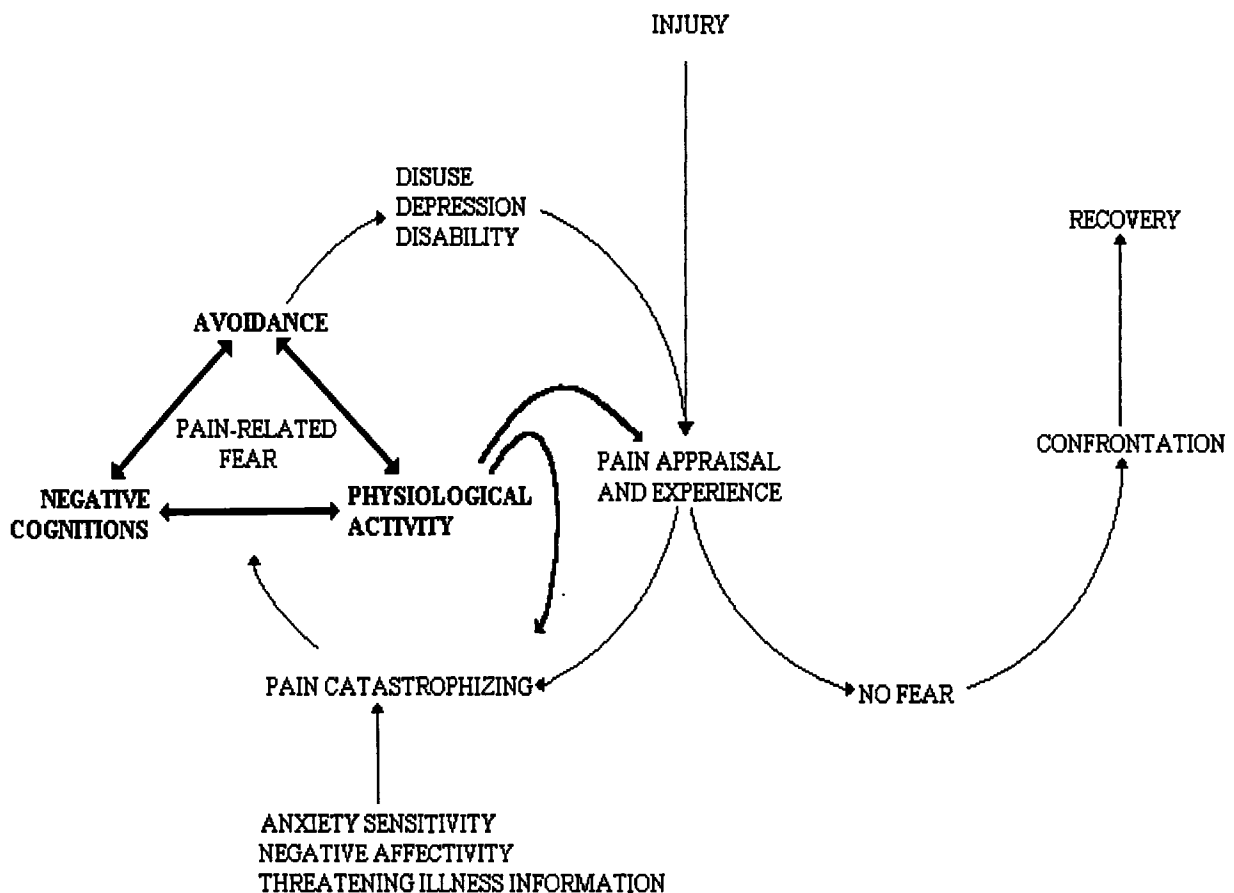 INJURY
DISUSE
DEPRESSION
DISABILITY
RECOVERY
AVOIDANCE
PAIN-RELATED
FEAR
NEGATIVE
COGNITIONS
PHYSIOLOGICAL
ACTIVITY
PAIN APPRAISAL
AND EXPERIENCE
CONFRONTATION
PAIN CATASTROPHIZING
NO FEAR
ANXIETY SENSITIVITY
NEGATIVE AFFECTIVITY
THREATENING ILLNESS INFORMATION